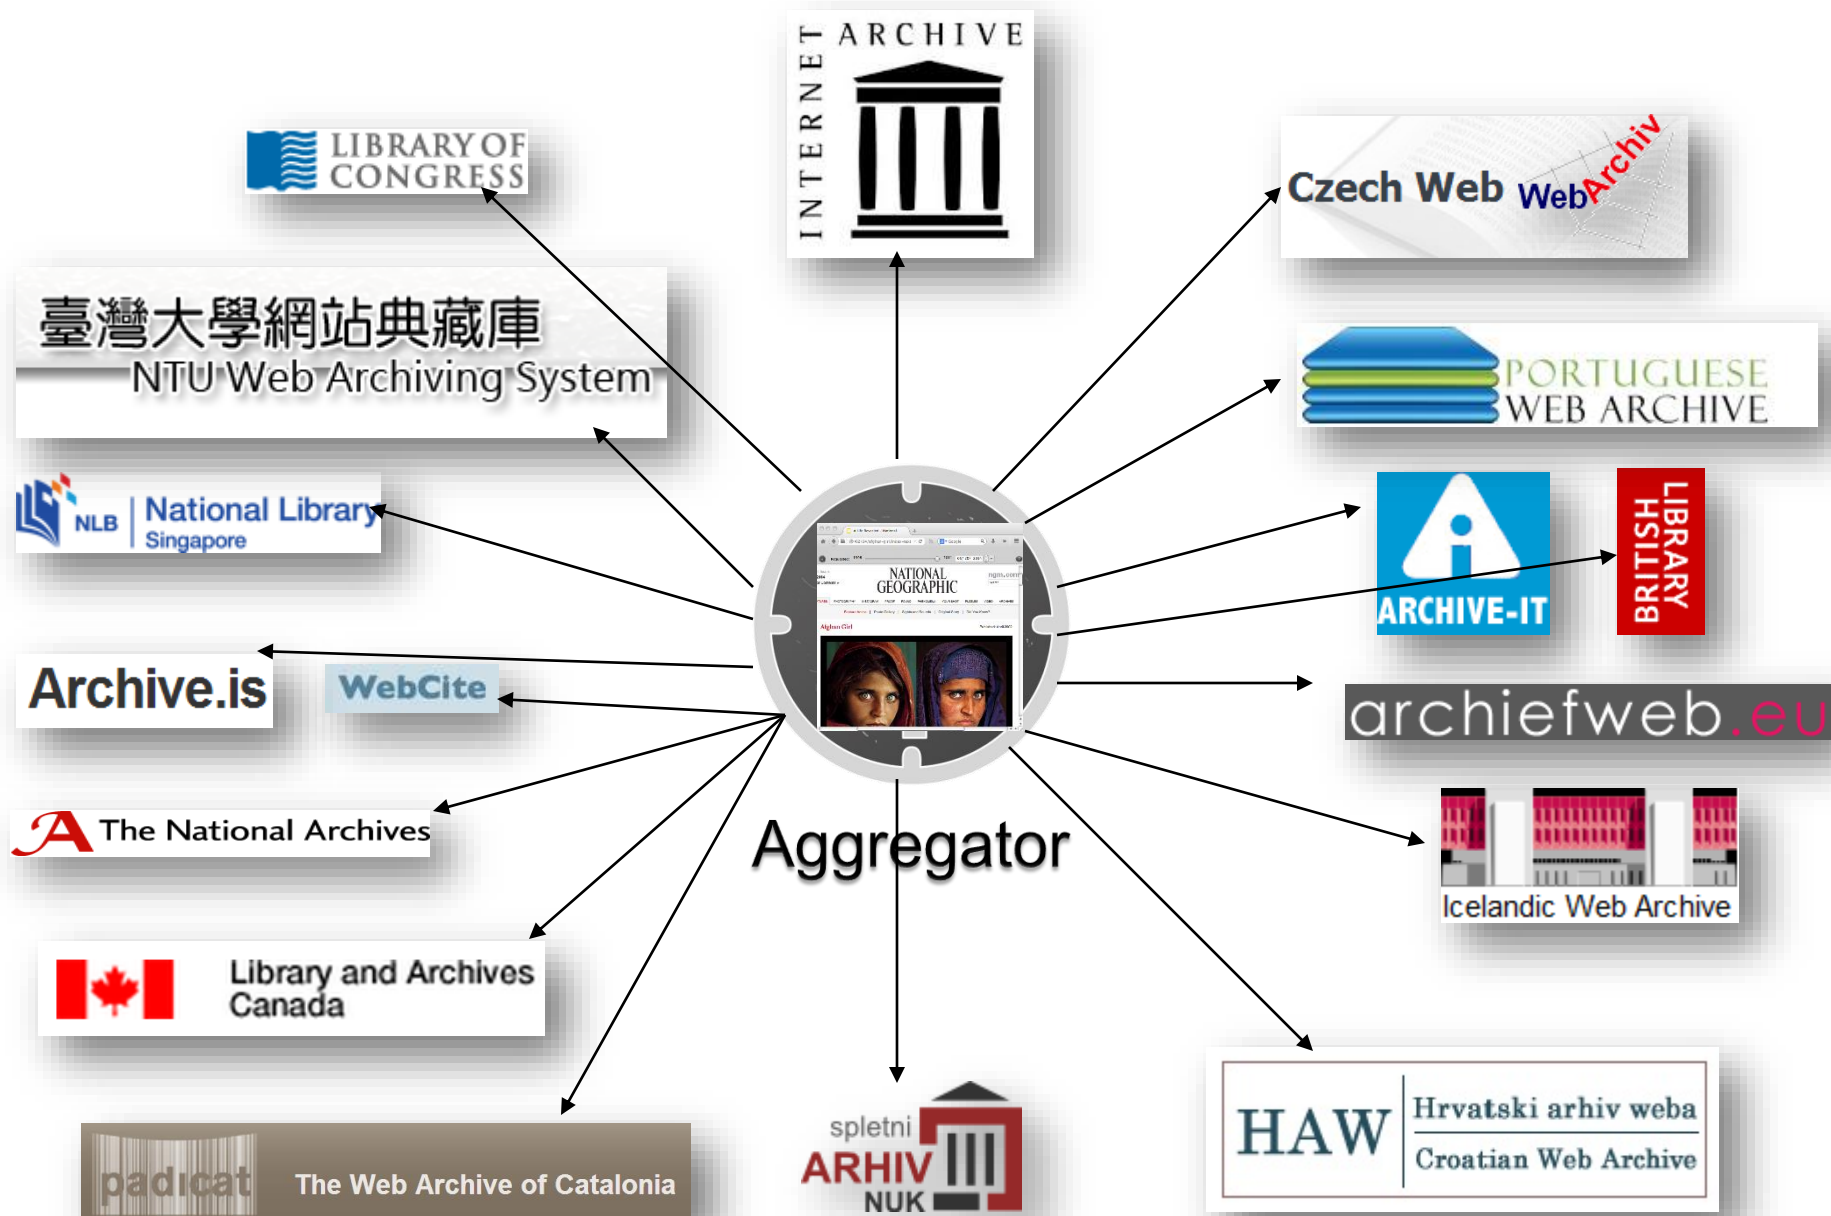 INTERNET
ARCHIVE
LIBRARY OF
CONGRESS
Czech Web
WebArchiv
臺灣大學網站典藏庫
NTU Web Archiving System
PORTUGUESE
WEB ARCHIVE
NLB
National Library
Singapore
ARCHIVE-IT
BRITISH
LIBRARY
NATIONAL
GEOGRAPHIC
Afghan Girl
Archive.is
WebCite
archiefweb.eu
The National Archives
Aggregator
Icelandic Web Archive
Library and Archives
Canada
HAW
Hrvatski arhiv weba
Croatian Web Archive
padicat
The Web Archive of Catalonia
spletni
ARHIV
NUK